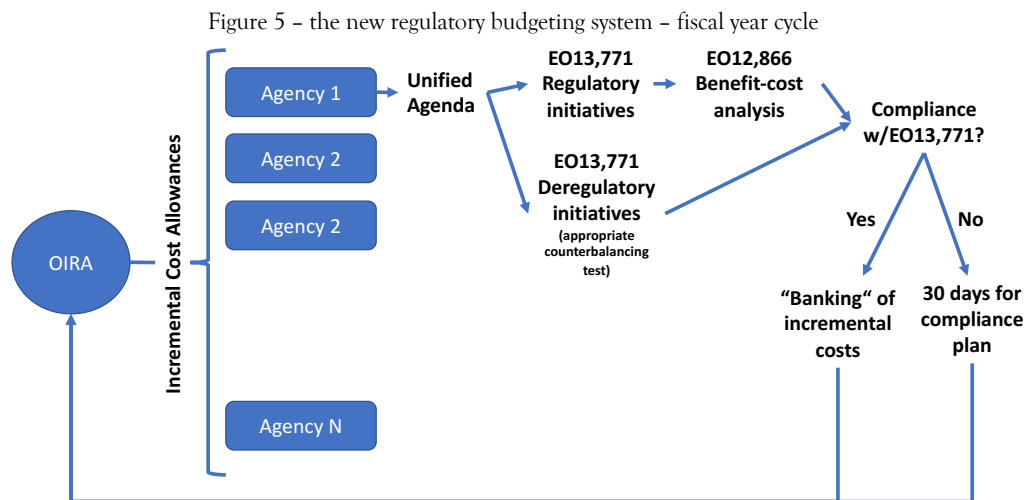 Figure 5 – the new regulatory budgeting system – fiscal year cycle
OIRA
Incremental Cost Allowances
Agency 1
Agency 2
Agency 2
Agency N
Unified
Agenda
EO13,771
Regulatory
initiatives
EO12,866
Benefit-cost
analysis
EO13,771
Deregulatory
initiatives
(appropriate
counterbalancing
test)
Compliance
w/EO13,771?
Yes
No
"Banking“ of
incremental
costs
30 days for
compliance
plan